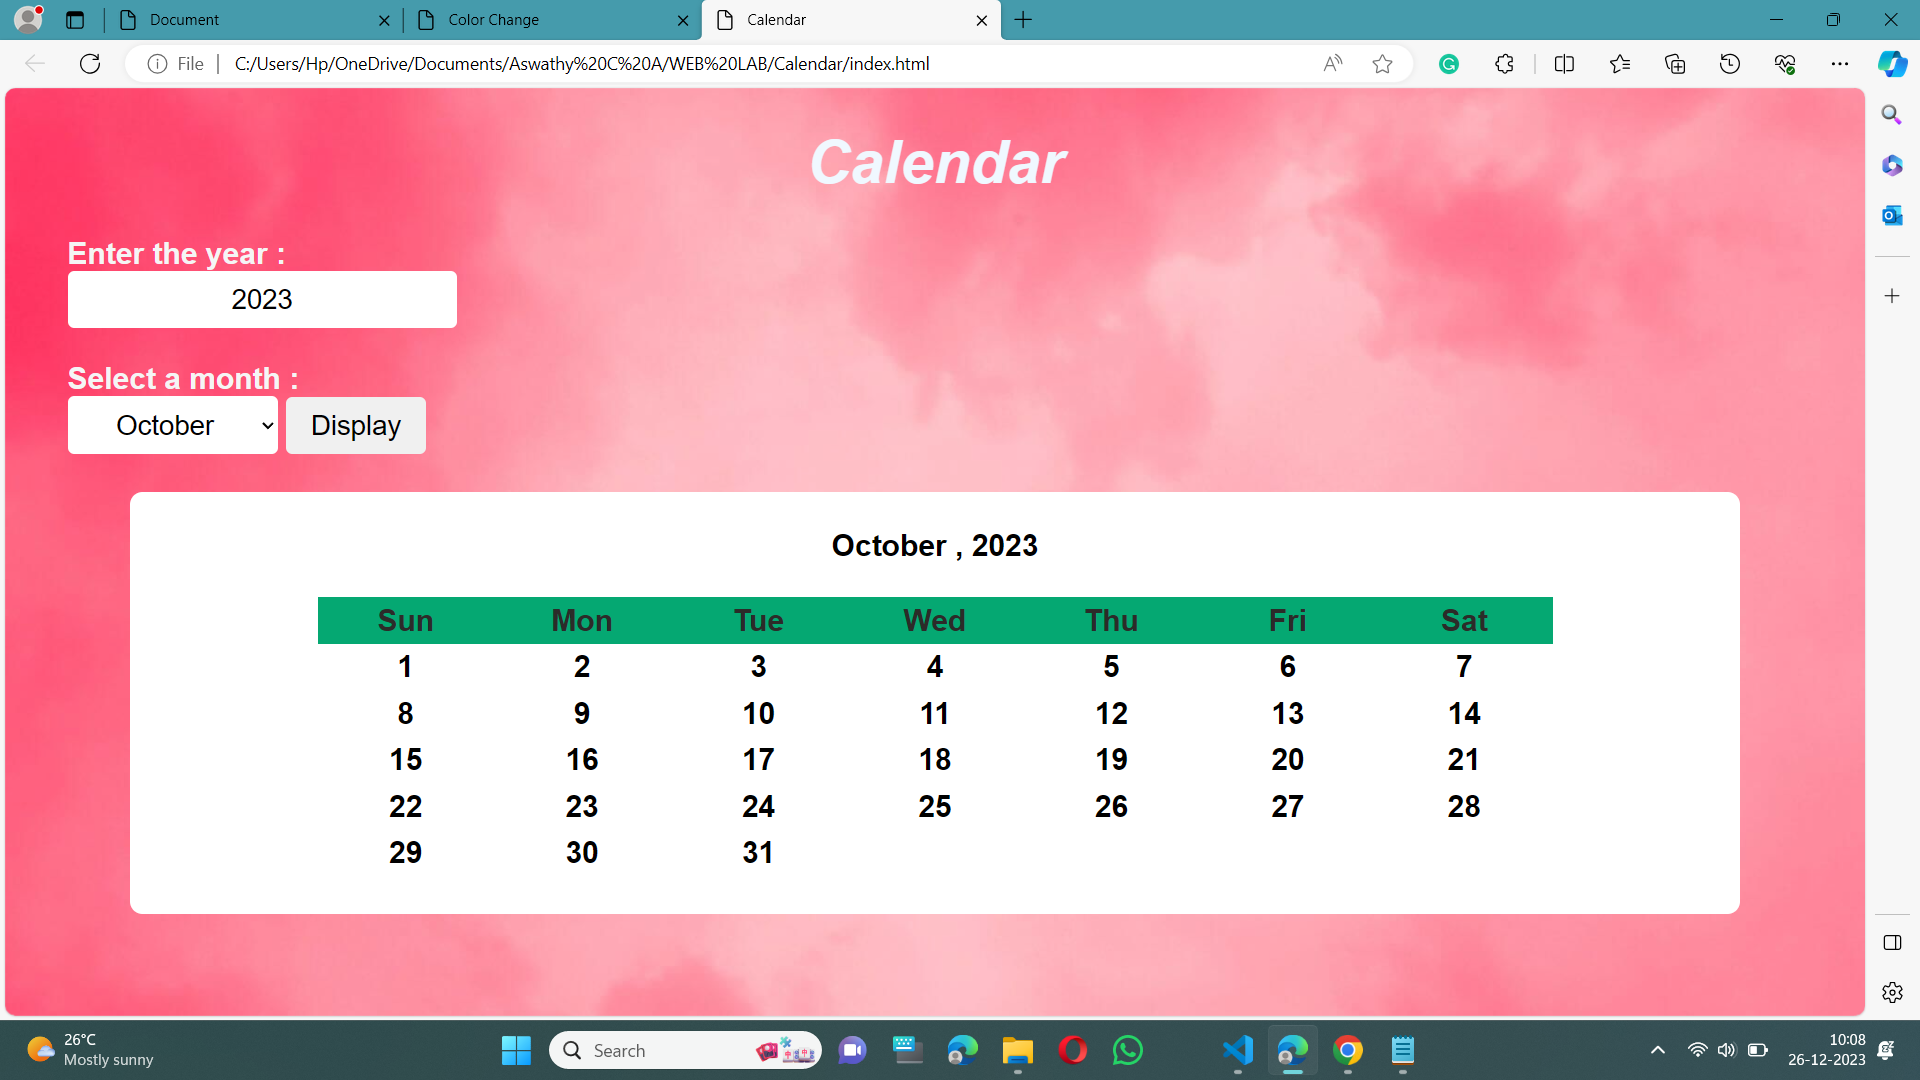 Document Color Change Calendar
File C:/Users/Hp/OneDrive/Documents/Aswathy%20C%20A/WEB%20LAB/Calendar/index.html
Calendar
Enter the year :
2023
Select a month :
October Display
October , 2023
Sun Mon Tue Wed Thu Fri Sat
1 2 3 4 5 6 7
8 9 10 11 12 13 14
15 16 17 18 19 20 21
22 23 24 25 26 27 28
29 30 31
26°C
Mostly sunny
Search
10:08
26-12-2023